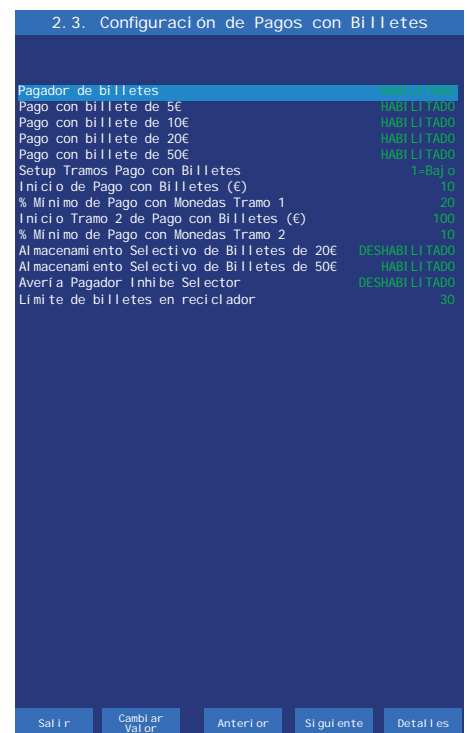 2.3. Configuración de Pagos con Billetes
Pagador de billetes HABILITADO
Pago con billete de 5€ HABILITADO
Pago con billete de 10€ HABILITADO
Pago con billete de 20€ HABILITADO
Pago con billete de 50€ HABILITADO
Setup Tramos Pago con Billetes 1=Bajo
Inicio de Pago con Billetes (€) 10
% Mínimo de Pago con Monedas Tramo 1 20
Inicio Tramo 2 de Pago con Billetes (€) 100
% Mínimo de Pago con Monedas Tramo 2 10
Almacenamiento Selectivo de Billetes de 20€ DESHABILITADO
Almacenamiento Selectivo de Billetes de 50€ HABILITADO
Avería Pagador Inhibe Selector DESHABILITADO
Límite de billetes en reciclador 30
Salir Cambiar Valor Anterior Siguiente Detalles